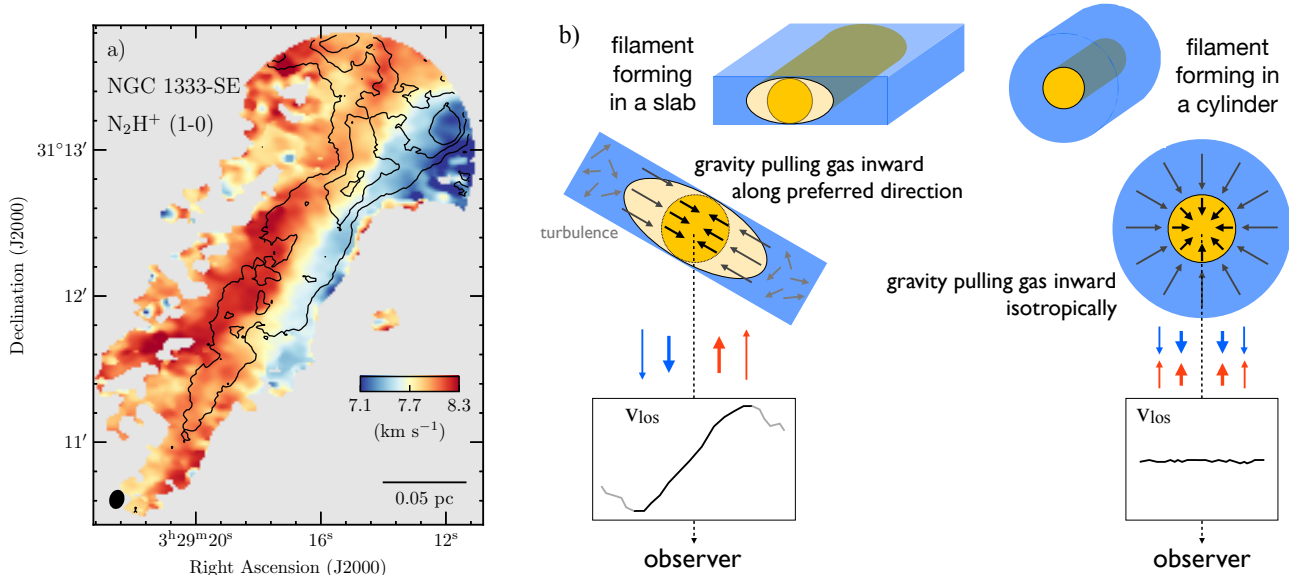 a)
NGC 1333-SE
N₂H⁺ (1-0)
31°13′
12′
11′
Declination (J2000)
7.1 7.7 8.3
(km s⁻¹)
0.05 pc
3ʰ29ᵐ20ˢ 16ˢ 12ˢ
Right Ascension (J2000)
b)
filament
forming
in a slab
filament
forming in
a cylinder
gravity pulling gas inward
along preferred direction
turbulence
gravity pulling gas inward
isotropically
vlos
observer
vlos
observer